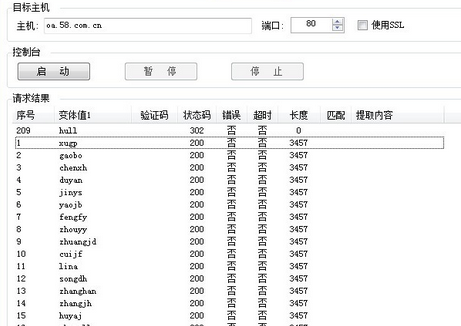 目标主机
主机: oa.58.com.cn 端口: 80 使用SSL
控制台
启 动 暂 停 停 止
请求结果
序号 变体值1 验证码 状态码 错误 超时 长度 匹配 提取内容
209 hull 302 否 否 0
1 xugp 200 否 否 3457
2 gaobo 200 否 否 3457
3 chenxh 200 否 否 3457
4 duyan 200 否 否 3457
5 jinys 200 否 否 3457
6 yaojb 200 否 否 3457
7 fengfy 200 否 否 3457
8 zhouyy 200 否 否 3457
9 zhuangjd 200 否 否 3457
10 cuijf 200 否 否 3457
11 lina 200 否 否 3457
12 songdh 200 否 否 3457
13 zhanghan 200 否 否 3457
14 zhangjh 200 否 否 3457
15 huyaj 200 否 否 3457